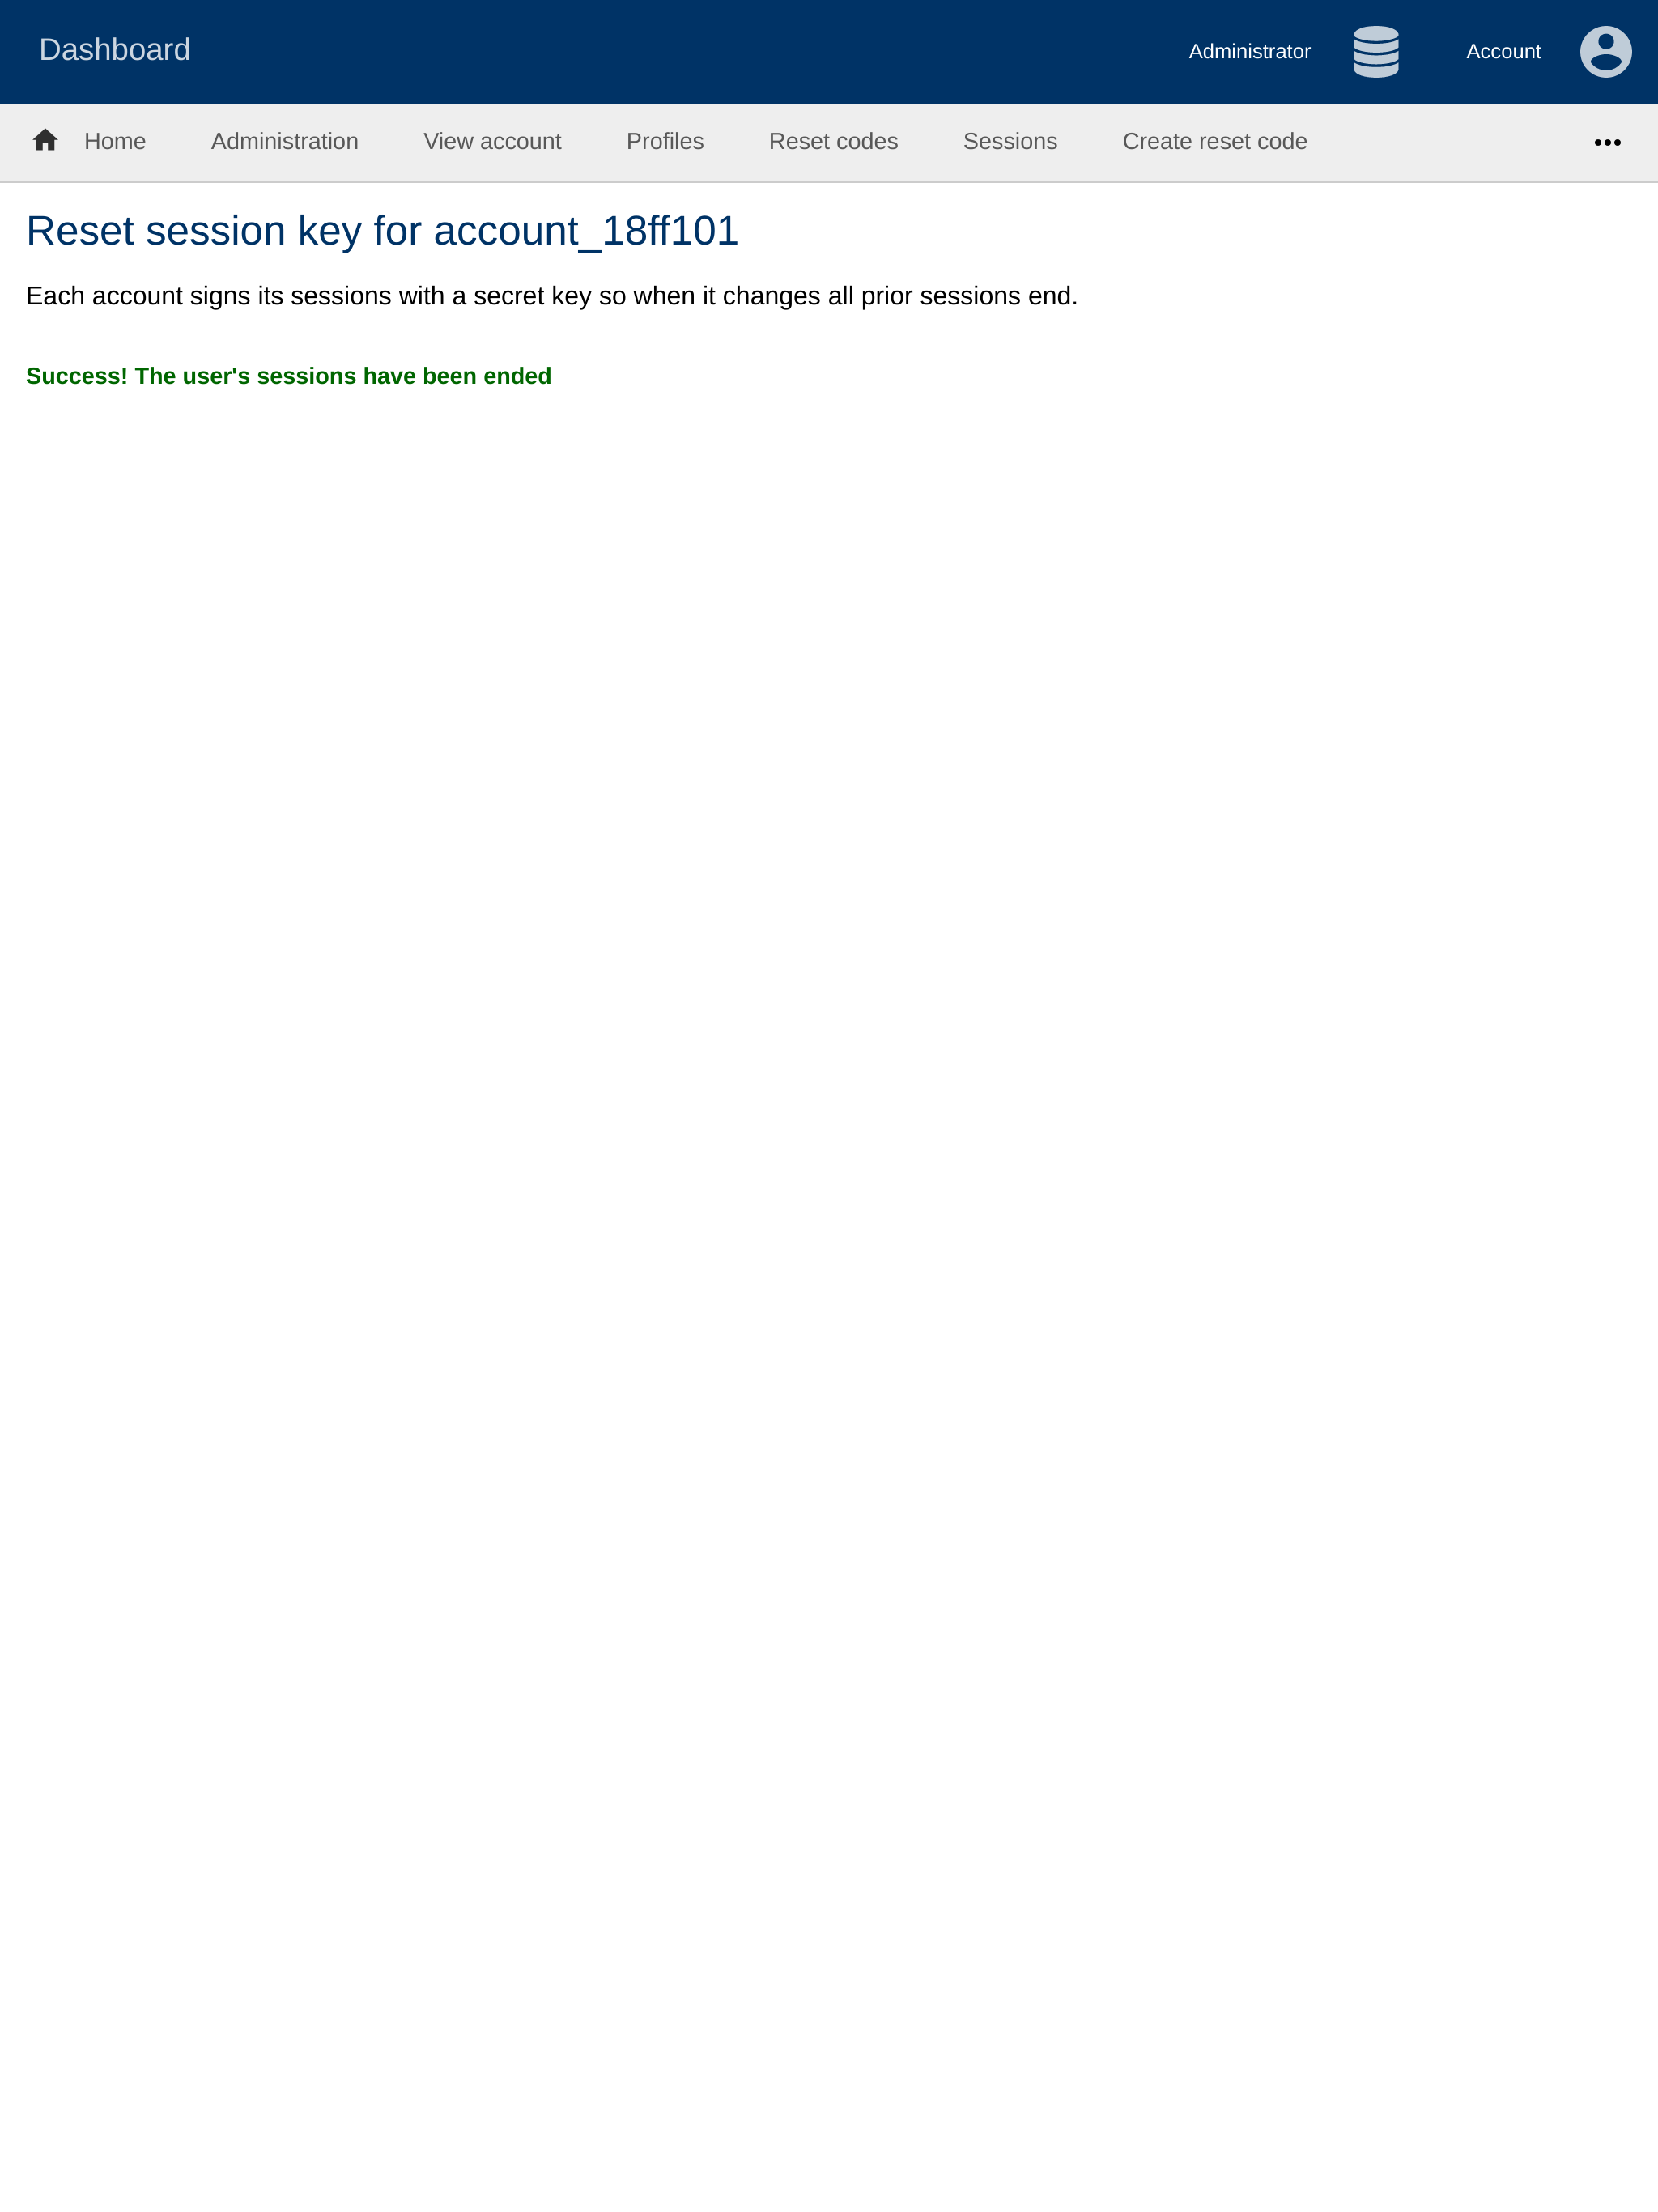 Dashboard
Administrator
Account
Home
Administration
View account
Profiles
Reset codes
Sessions
Create reset code
Reset session key for account_18ff101
Each account signs its sessions with a secret key so when it changes all prior sessions end.
Success! The user's sessions have been ended